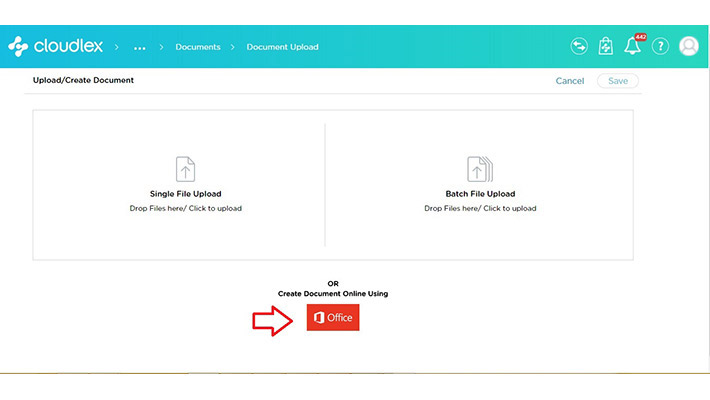 cloudlex > ... > Documents > Document Upload
442
?
Upload/Create Document
Cancel
Save
Single File Upload
Drop Files here/ Click to upload
Batch File Upload
Drop Files here/ Click to upload
OR
Create Document Online Using
Office